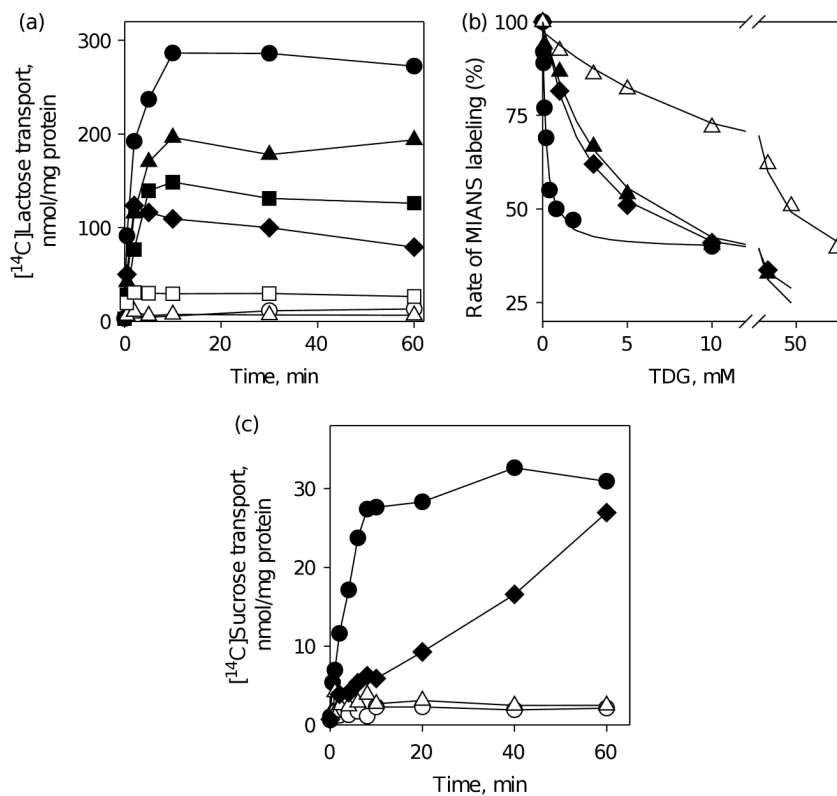 (a)
300
200
100
0
[¹⁴C]Lactose transport,
nmol/mg protein
0 20 40 60
Time, min
(b)
100
75
50
25
Rate of MIANS labeling (%)
0 5 10 50
TDG, mM
(c)
30
20
10
0
[¹⁴C]Sucrose transport,
nmol/mg protein
0 20 40 60
Time, min